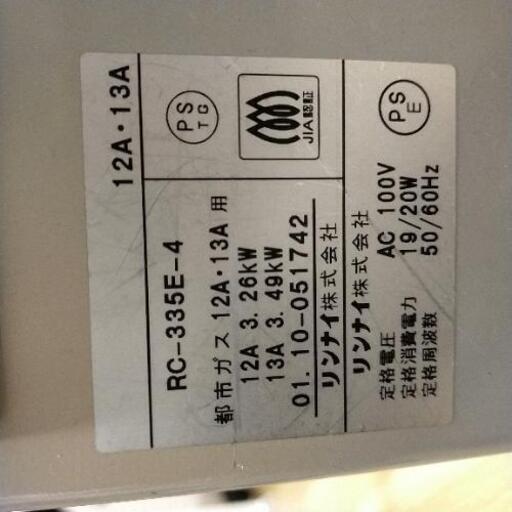 12A・13A
PS
TG
JIA認証
RC-335E-4
都市ガス 12A・13A 用
12A 3.26kW
13A 3.49kW
01.10-051742
リンナイ株式会社
PS
E
リンナイ株式会社
定格電圧 AC 100V
定格消費電力 19/20W
定格周波数 50/60Hz